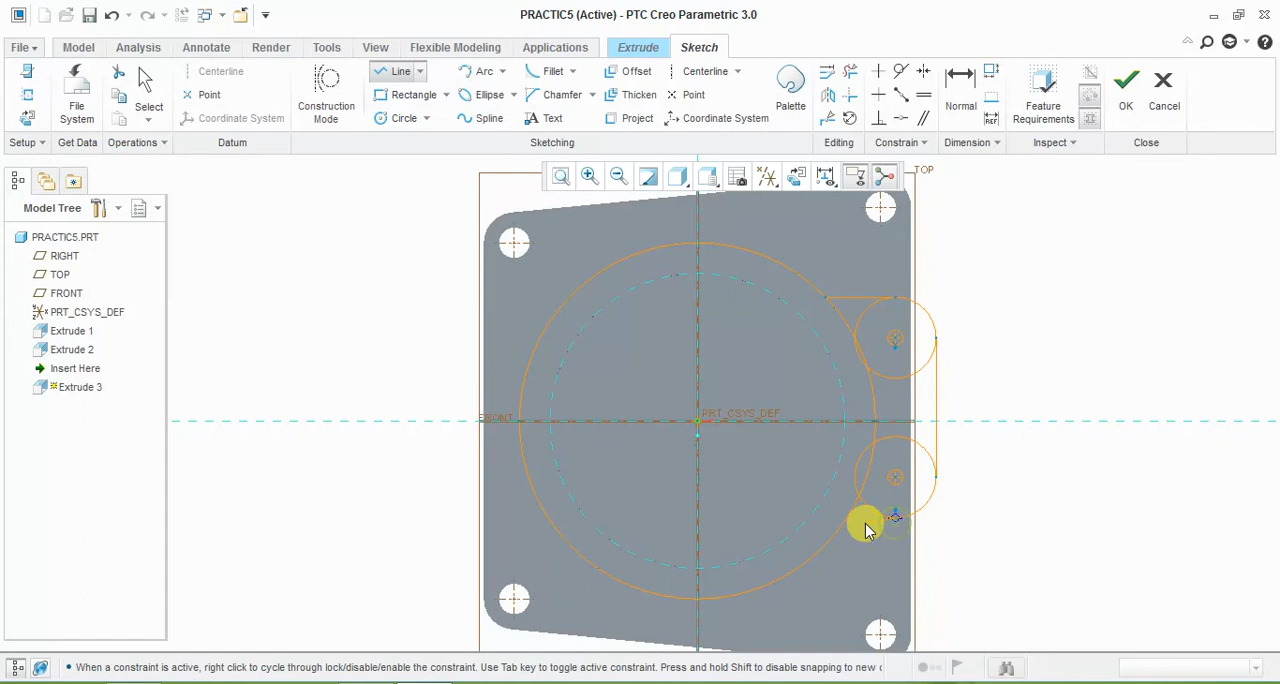 PRACTIC5 (Active) - PTC Creo Parametric 3.0
File Model Analysis Annotate Render Tools View Flexible Modeling Applications Extrude Sketch
Line Arc Fillet Offset Centerline
Centerline
Rectangle Ellipse Chamfer Thicken Point
Point
Circle Spline Text Project Coordinate System
Coordinate System
File System
Select
Construction Mode
Palette
Normal
Feature Requirements
OK
Cancel
Setup Get Data Operations Datum Sketching Editing Constrain Dimension Inspect Close
Model Tree
PRACTIC5.PRT
RIGHT
TOP
FRONT
PRT_CSYS_DEF
Extrude 1
Extrude 2
Insert Here
Extrude 3
TOP
FRONT
PRT_CSYS_DEF
• When a constraint is active, right click to cycle through lock/disable/enable the constraint. Use Tab key to toggle active constraint. Press and hold Shift to disable snapping to new c